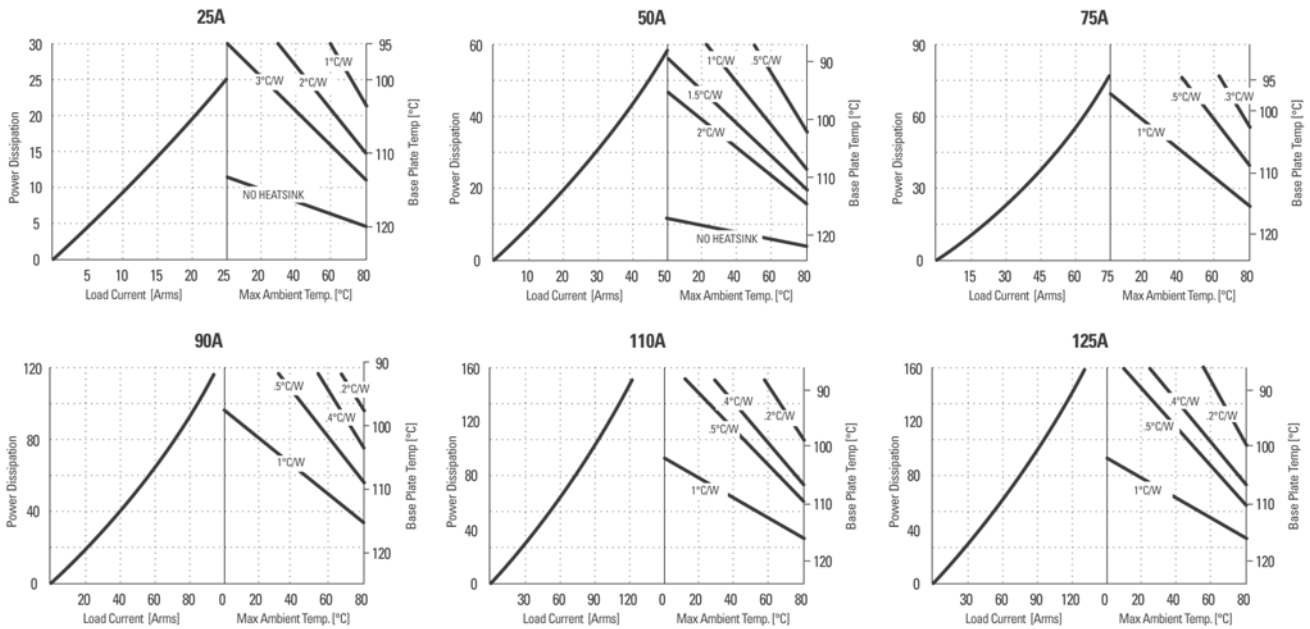 25A
30
25
20
15
10
5
0
Power Dissipation
3°C/W
2°C/W
1°C/W
NO HEATSINK
95
100
110
120
Base Plate Temp [°C]
5 10 15 20 25 20 40 60 80
Load Current [Arms] Max Ambient Temp. [°C]
50A
60
40
20
0
Power Dissipation
1°C/W
.5°C/W
1.5°C/W
2°C/W
NO HEATSINK
90
100
110
120
Base Plate Temp [°C]
10 20 30 40 50 20 40 60 80
Load Current [Arms] Max Ambient Temp. [°C]
75A
90
60
30
0
Power Dissipation
.5°C/W
.3°C/W
1°C/W
95
100
110
120
Base Plate Temp [°C]
15 30 45 60 75 20 40 60 80
Load Current [Arms] Max Ambient Temp. [°C]
90A
120
80
40
0
Power Dissipation
.5°C/W
.2°C/W
.4°C/W
1°C/W
90
100
110
120
Base Plate Temp [°C]
20 40 60 80 0 20 40 60 80
Load Current [Arms] Max Ambient Temp. [°C]
110A
160
120
80
40
0
Power Dissipation
.4°C/W
.2°C/W
.5°C/W
1°C/W
90
100
110
120
Base Plate Temp [°C]
30 60 90 120 0 20 40 60 80
Load Current [Arms] Max Ambient Temp. [°C]
125A
160
120
80
40
0
Power Dissipation
.4°C/W
.2°C/W
.5°C/W
1°C/W
90
100
110
120
Base Plate Temp [°C]
30 60 90 130 0 20 40 60 80
Load Current [Arms] Max Ambient Temp. [°C]